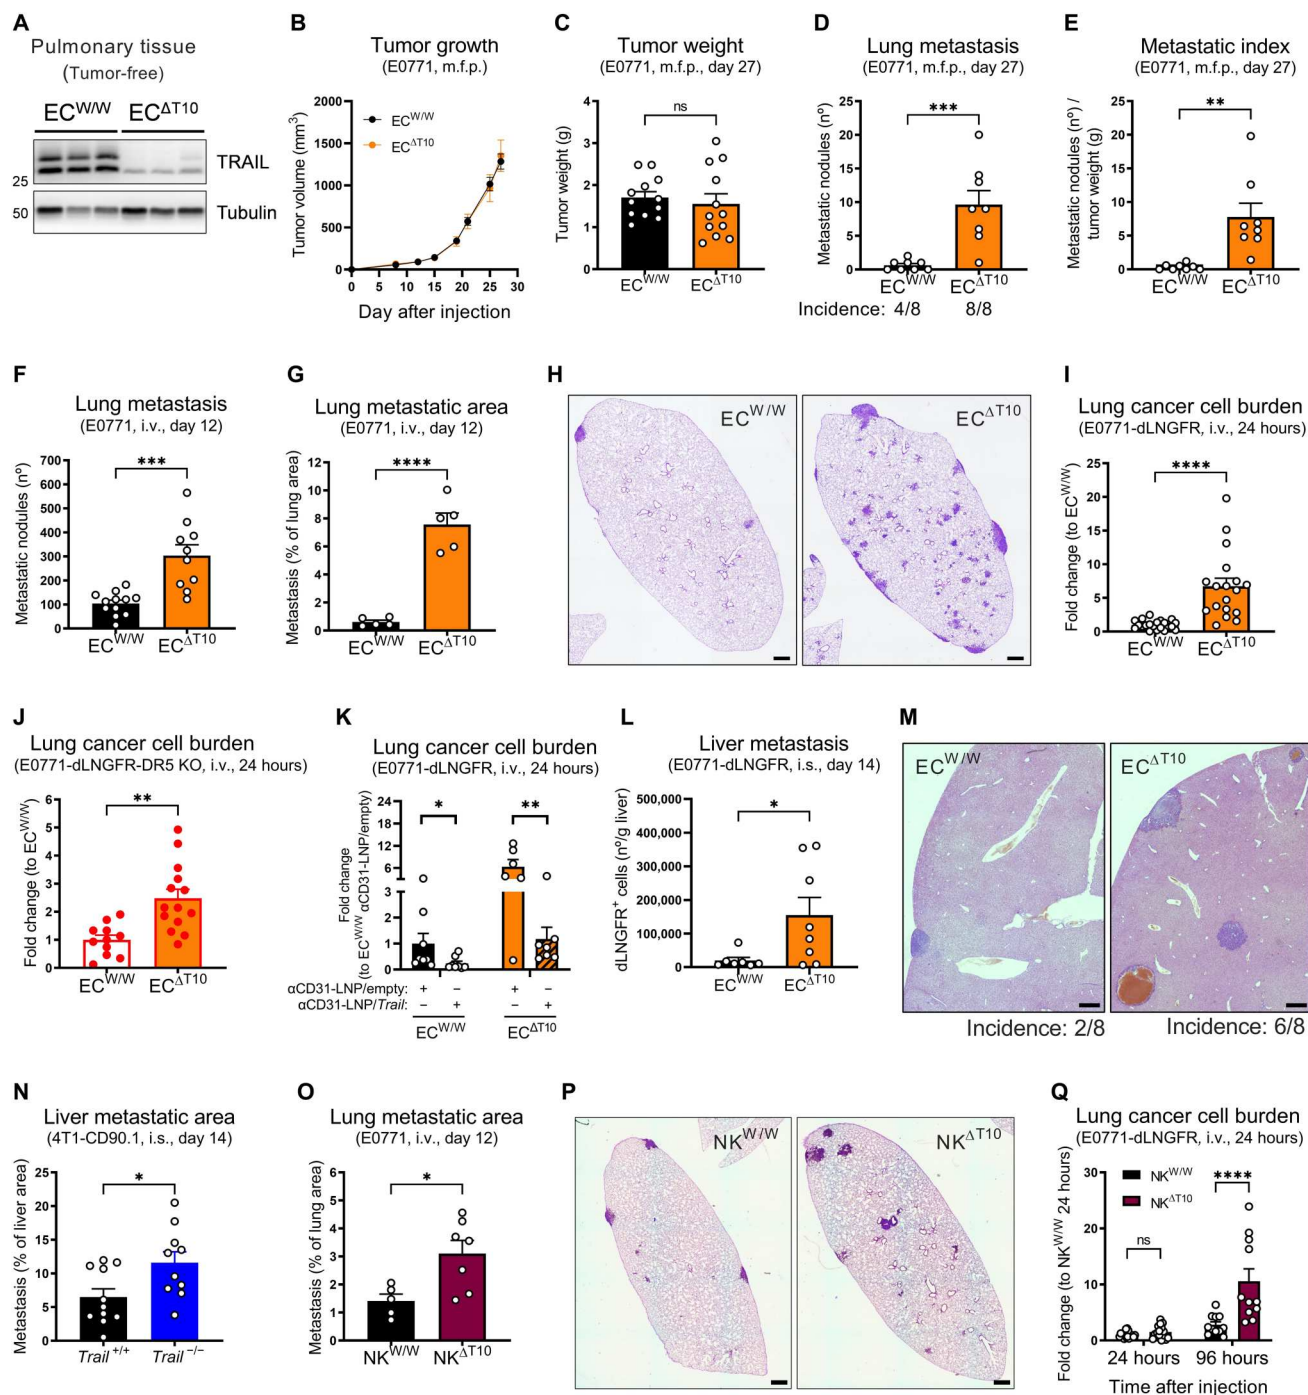 A
Pulmonary tissue
(Tumor-free)
EC^W/W EC^ΔT10
TRAIL
25
50
Tubulin
B
Tumor growth
(E0771, m.f.p.)
Tumor volume (mm³)
2000
1500
1000
500
0
EC^W/W
EC^ΔT10
0 5 10 15 20 25 30
Day after injection
C
Tumor weight
(E0771, m.f.p., day 27)
Tumor weight (g)
ns
4
3
2
1
0
EC^W/W EC^ΔT10
D
Lung metastasis
(E0771, m.f.p., day 27)
Metastatic nodules (nº)
***
25
20
15
10
5
0
EC^W/W EC^ΔT10
Incidence: 4/8 8/8
E
Metastatic index
(E0771, m.f.p., day 27)
Metastatic nodules (nº) /
tumor weight (g)
**
25
20
15
10
5
0
EC^W/W EC^ΔT10
F
Lung metastasis
(E0771, i.v., day 12)
Metastatic nodules (nº)
***
700
600
500
400
300
200
100
0
EC^W/W EC^ΔT10
G
Lung metastatic area
(E0771, i.v., day 12)
Metastasis (% of lung area)
****
12
10
8
6
4
2
0
EC^W/W EC^ΔT10
H
EC^W/W
EC^ΔT10
I
Lung cancer cell burden
(E0771-dLNGFR, i.v., 24 hours)
Fold change (to EC^W/W)
****
25
20
15
10
5
0
EC^W/W EC^ΔT10
J
Lung cancer cell burden
(E0771-dLNGFR-DR5 KO, i.v., 24 hours)
Fold change (to EC^W/W)
**
6
5
4
3
2
1
0
EC^W/W EC^ΔT10
K
Lung cancer cell burden
(E0771-dLNGFR, i.v., 24 hours)
Fold change
(to EC^W/W αCD31-LNP/empty)
* **
24
18
12
6
3
2
1
0
αCD31-LNP/empty: + – + –
αCD31-LNP/Trail: – + – +
EC^W/W EC^ΔT10
L
Liver metastasis
(E0771-dLNGFR, i.s., day 14)
dLNGFR⁺ cells (nº/g liver)
*
500,000
400,000
300,000
200,000
100,000
0
EC^W/W EC^ΔT10
M
EC^W/W
EC^ΔT10
Incidence: 2/8 Incidence: 6/8
N
Liver metastatic area
(4T1-CD90.1, i.s., day 14)
Metastasis (% of liver area)
*
25
20
15
10
5
0
Trail^+/+ Trail^–/–
O
Lung metastatic area
(E0771, i.v., day 12)
Metastasis (% of lung area)
*
6
5
4
3
2
1
0
NK^W/W NK^ΔT10
P
NK^W/W
NK^ΔT10
Q
Lung cancer cell burden
(E0771-dLNGFR, i.v., 24 hours)
Fold change (to NK^W/W 24 hours)
NK^W/W
NK^ΔT10
ns ****
30
20
10
0
24 hours 96 hours
Time after injection